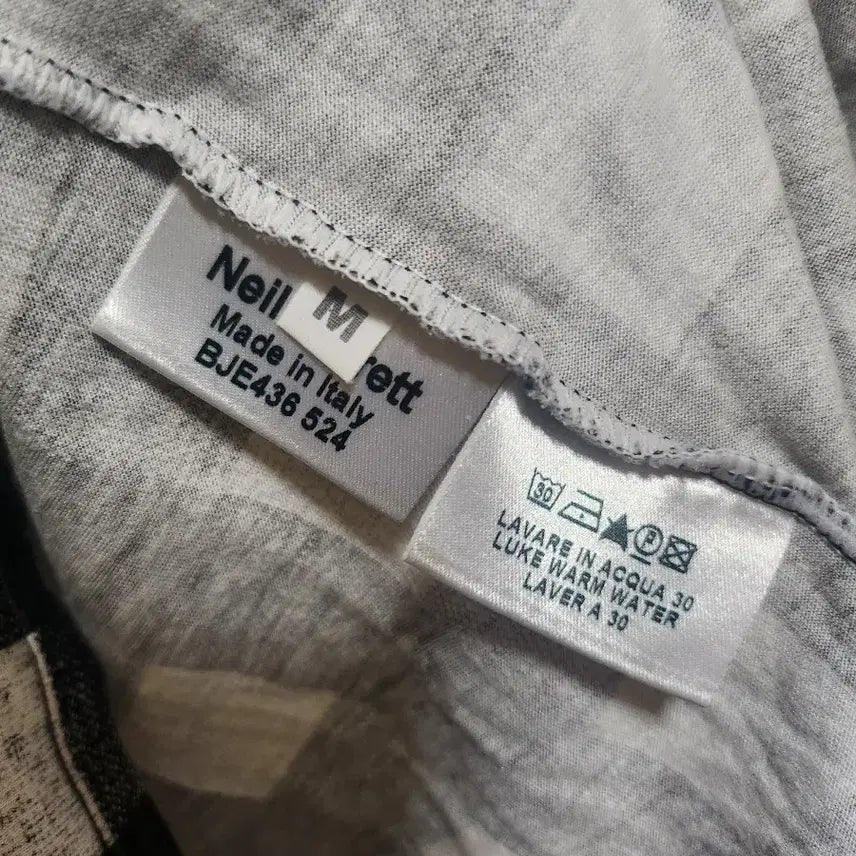 Neil rett
M
Made in Italy
BJE436 524
30
P
LAVARE IN ACQUA 30
LUKE WARM WATER
LAVER A 30